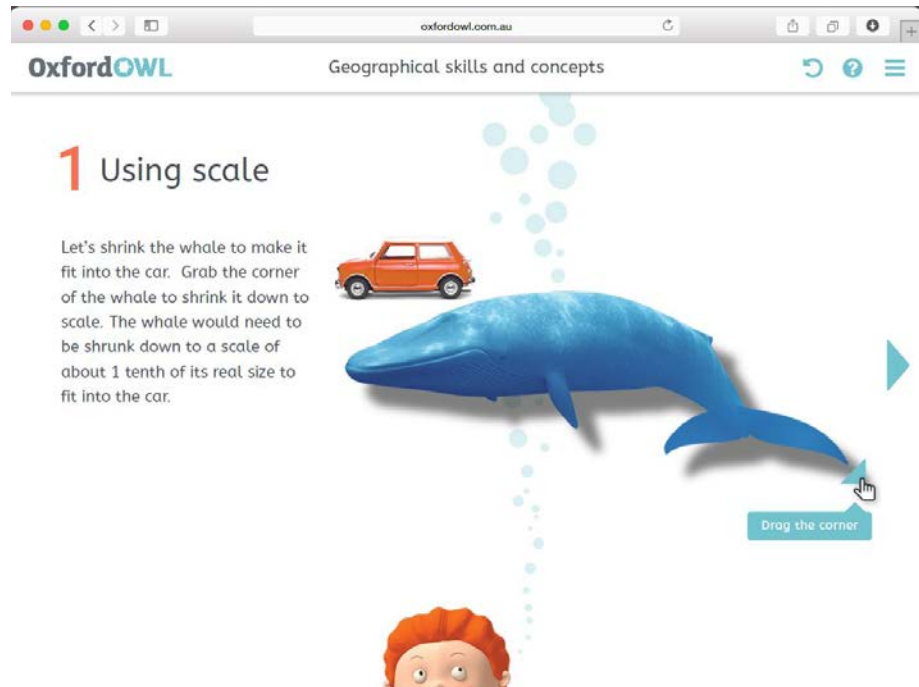 oxfordowl.com.au
OxfordOWL
Geographical skills and concepts
1 Using scale
Let's shrink the whale to make it
fit into the car. Grab the corner
of the whale to shrink it down to
scale. The whale would need to
be shrunk down to a scale of
about 1 tenth of its real size to
fit into the car.
Drag the corner